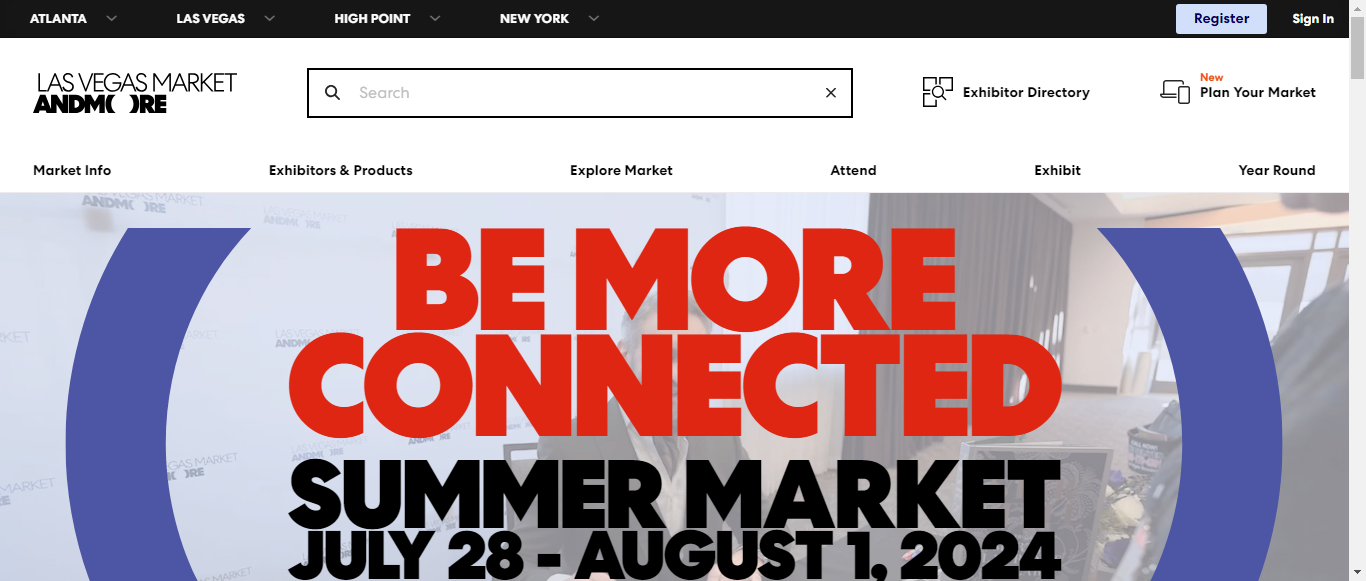 ATLANTA LAS VEGAS HIGH POINT NEW YORK Register Sign In
LAS VEGAS MARKET
ANDMORE
Search
Exhibitor Directory
New
Plan Your Market
Market Info Exhibitors & Products Explore Market Attend Exhibit Year Round
BE MORE
CONNECTED
SUMMER MARKET
JULY 28 - AUGUST 1, 2024